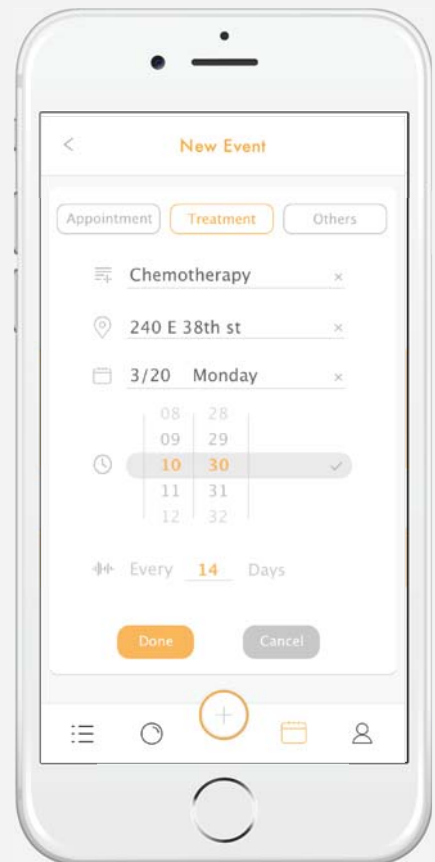 New Event
Appointment Treatment Others
Chemotherapy
240 E 38th st
3/20 Monday
08 28
09 29
10 30
11 31
12 32
Every 14 Days
Done Cancel